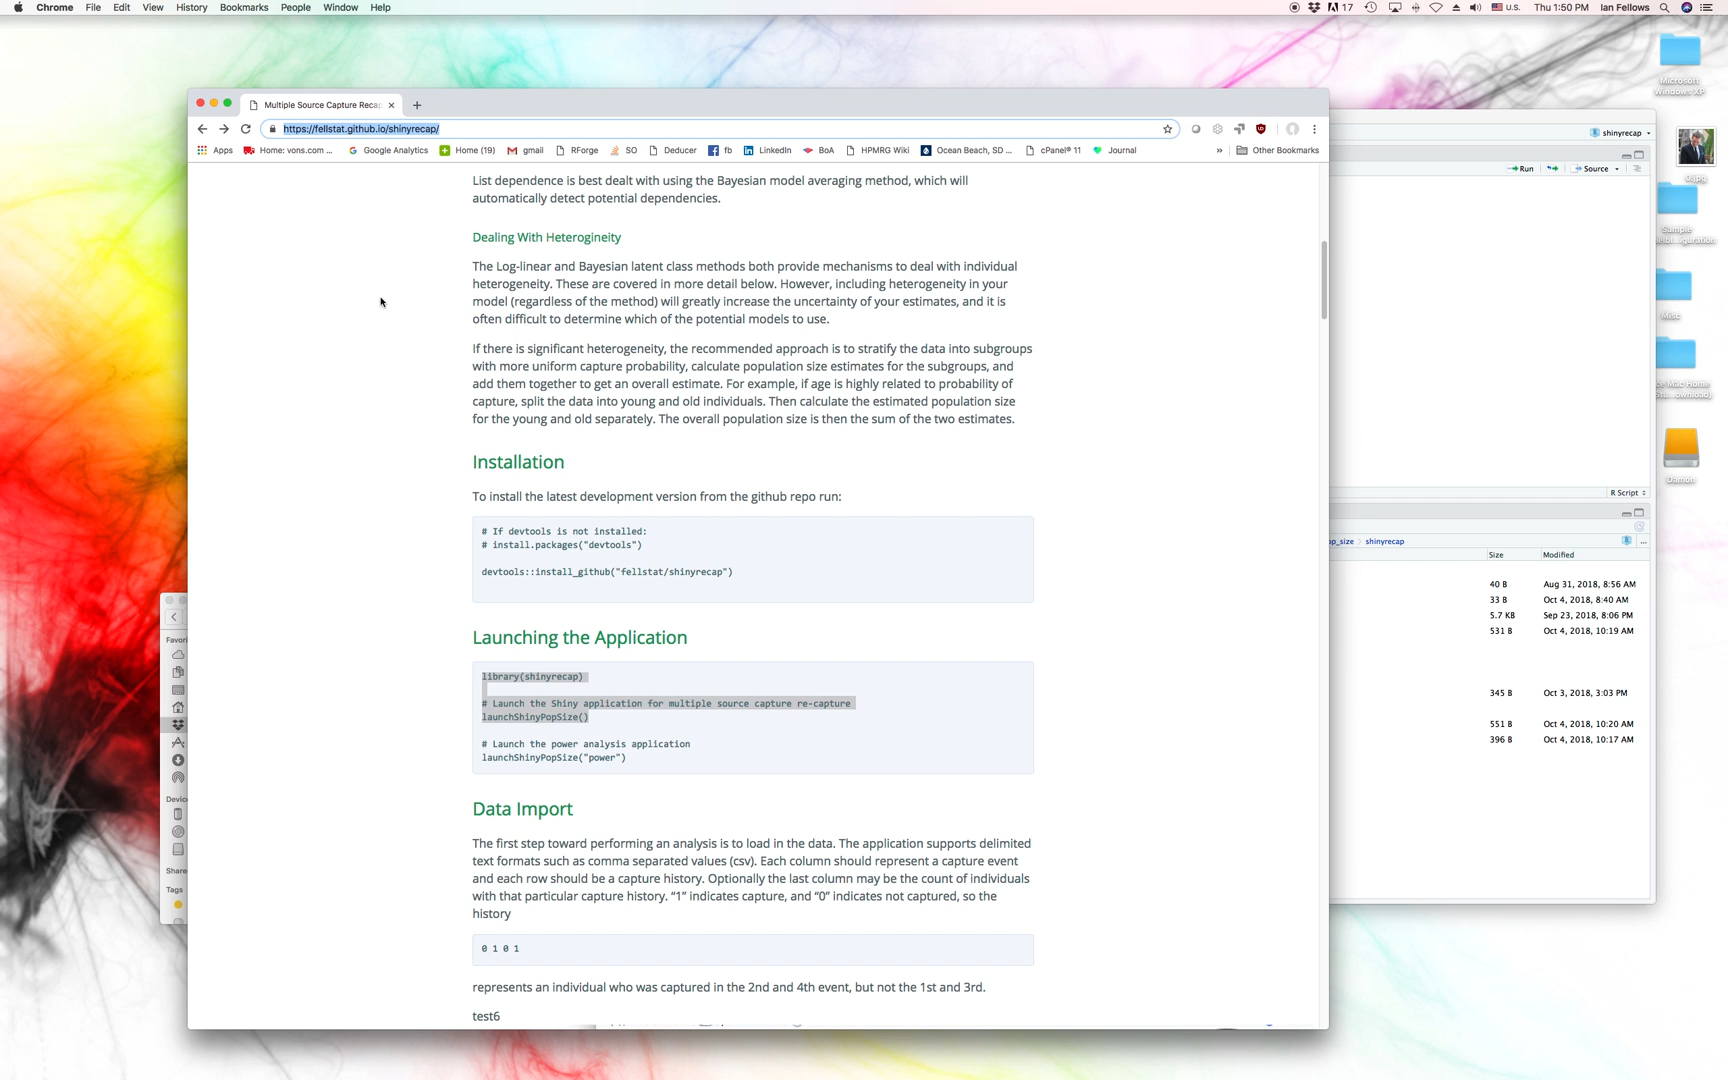 Chrome File Edit View History Bookmarks People Window Help
17 U.S. Thu 1:50 PM Ian Fellows
Microsoft
Windows XP
Multiple Source Capture Reca
https://fellstat.github.io/shinyrecap/
Apps Home: vons.com ... Google Analytics Home (19) gmail RForge SO Deducer fb LinkedIn BoA HPMRG Wiki Ocean Beach, SD ... cPanel® 11 Journal » Other Bookmarks
shinyrecap
Run Source
List dependence is best dealt with using the Bayesian model averaging method, which will
automatically detect potential dependencies.
Dealing With Heterogineity
The Log-linear and Bayesian latent class methods both provide mechanisms to deal with individual
heterogeneity. These are covered in more detail below. However, including heterogeneity in your
model (regardless of the method) will greatly increase the uncertainty of your estimates, and it is
often difficult to determine which of the potential models to use.
If there is significant heterogeneity, the recommended approach is to stratify the data into subgroups
with more uniform capture probability, calculate population size estimates for the subgroups, and
add them together to get an overall estimate. For example, if age is highly related to probability of
capture, split the data into young and old individuals. Then calculate the estimated population size
for the young and old separately. The overall population size is then the sum of the two estimates.
Installation
To install the latest development version from the github repo run:
# If devtools is not installed:
# install.packages("devtools")
devtools::install_github("fellstat/shinyrecap")
Launching the Application
library(shinyrecap)
# Launch the Shiny application for multiple source capture re-capture
launchShinyPopSize()
# Launch the power analysis application
launchShinyPopSize("power")
Data Import
The first step toward performing an analysis is to load in the data. The application supports delimited
text formats such as comma separated values (csv). Each column should represent a capture event
and each row should be a capture history. Optionally the last column may be the count of individuals
with that particular capture history. “1” indicates capture, and “0” indicates not captured, so the
history
0 1 0 1
represents an individual who was captured in the 2nd and 4th event, but not the 1st and 3rd.
test6
Favori
Device
Share
Tags
R Script
op_size shinyrecap ...
Size Modified
40 B Aug 31, 2018, 8:56 AM
33 B Oct 4, 2018, 8:40 AM
5.7 KB Sep 23, 2018, 8:06 PM
531 B Oct 4, 2018, 10:19 AM
345 B Oct 3, 2018, 3:03 PM
551 B Oct 4, 2018, 10:20 AM
396 B Oct 4, 2018, 10:17 AM
Sample
Misc
Damon